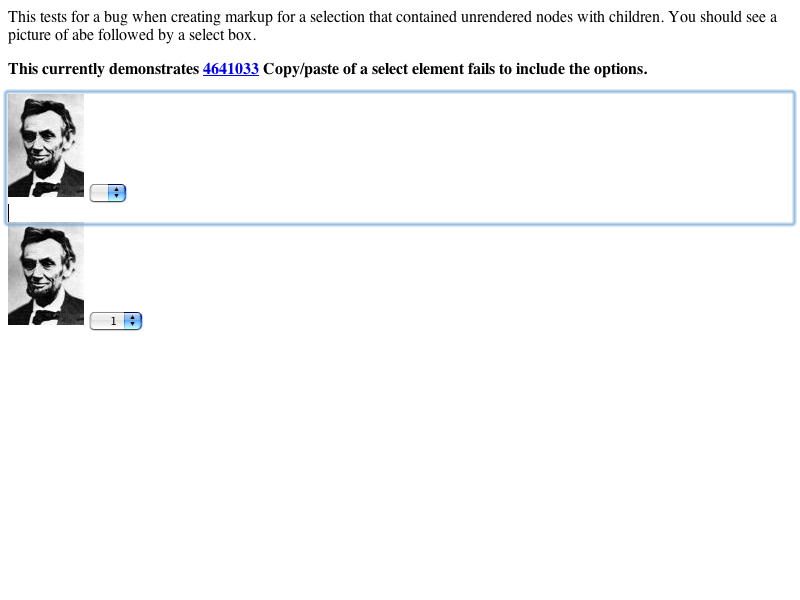 This tests for a bug when creating markup for a selection that contained unrendered nodes with children. You should see a
picture of abe followed by a select box.
This currently demonstrates 4641033 Copy/paste of a select element fails to include the options.
1